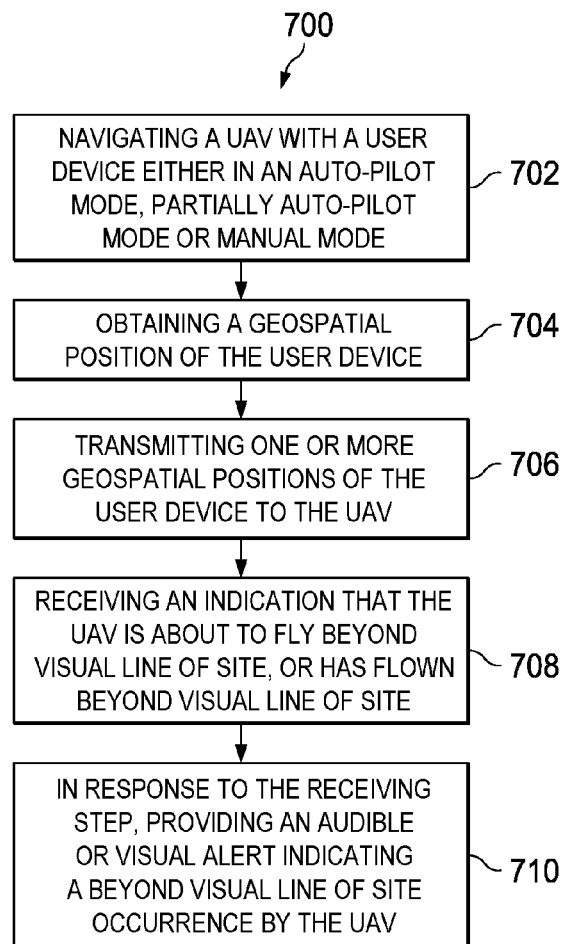 700
NAVIGATING A UAV WITH A USER
DEVICE EITHER IN AN AUTO-PILOT
MODE, PARTIALLY AUTO-PILOT
MODE OR MANUAL MODE
702
OBTAINING A GEOSPATIAL
POSITION OF THE USER DEVICE
704
TRANSMITTING ONE OR MORE
GEOSPATIAL POSITIONS OF THE
USER DEVICE TO THE UAV
706
RECEIVING AN INDICATION THAT THE
UAV IS ABOUT TO FLY BEYOND
VISUAL LINE OF SITE, OR HAS FLOWN
BEYOND VISUAL LINE OF SITE
708
IN RESPONSE TO THE RECEIVING
STEP, PROVIDING AN AUDIBLE
OR VISUAL ALERT INDICATING
A BEYOND VISUAL LINE OF SITE
OCCURRENCE BY THE UAV
710